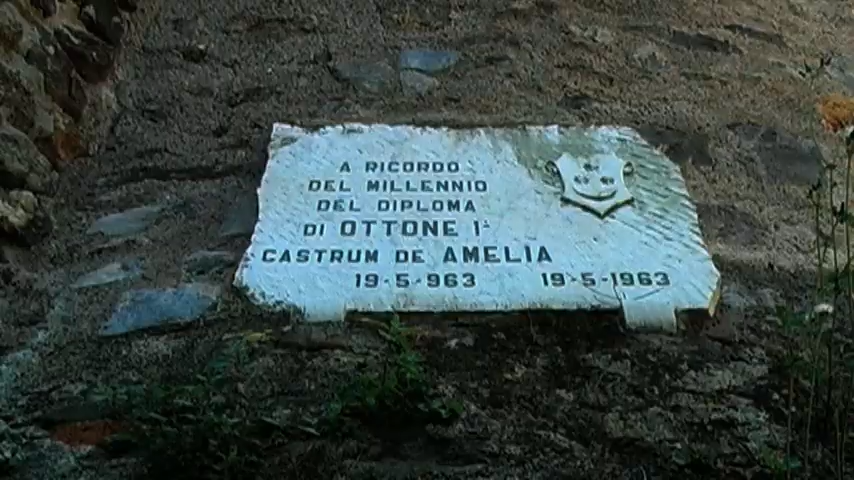 A RICORDO
DEL MILLENNIO
DEL DIPLOMA
DI OTTONE I°
CASTRUM DE AMELIA
19-5-963 19-5-1963